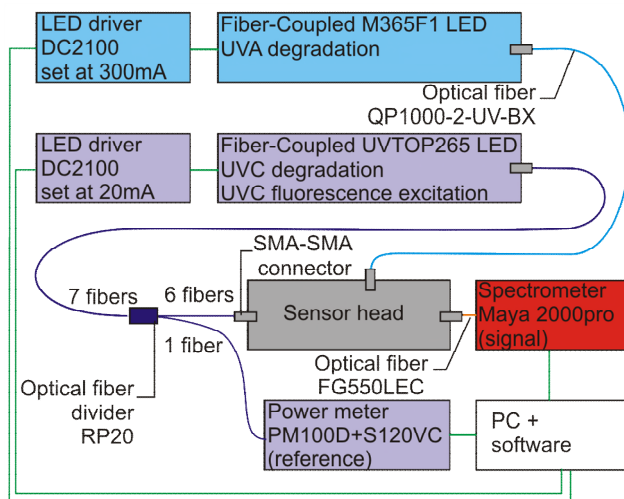 LED driver
DC2100
set at 300mA
Fiber-Coupled M365F1 LED
UVA degradation
Optical fiber
QP1000-2-UV-BX
LED driver
DC2100
set at 20mA
Fiber-Coupled UVTOP265 LED
UVC degradation
UVC fluorescence excitation
SMA-SMA
connector
7 fibers
6 fibers
1 fiber
Sensor head
Spectrometer
Maya 2000pro
(signal)
Optical fiber
FG550LEC
Optical fiber
divider
RP20
Power meter
PM100D+S120VC
(reference)
PC +
software